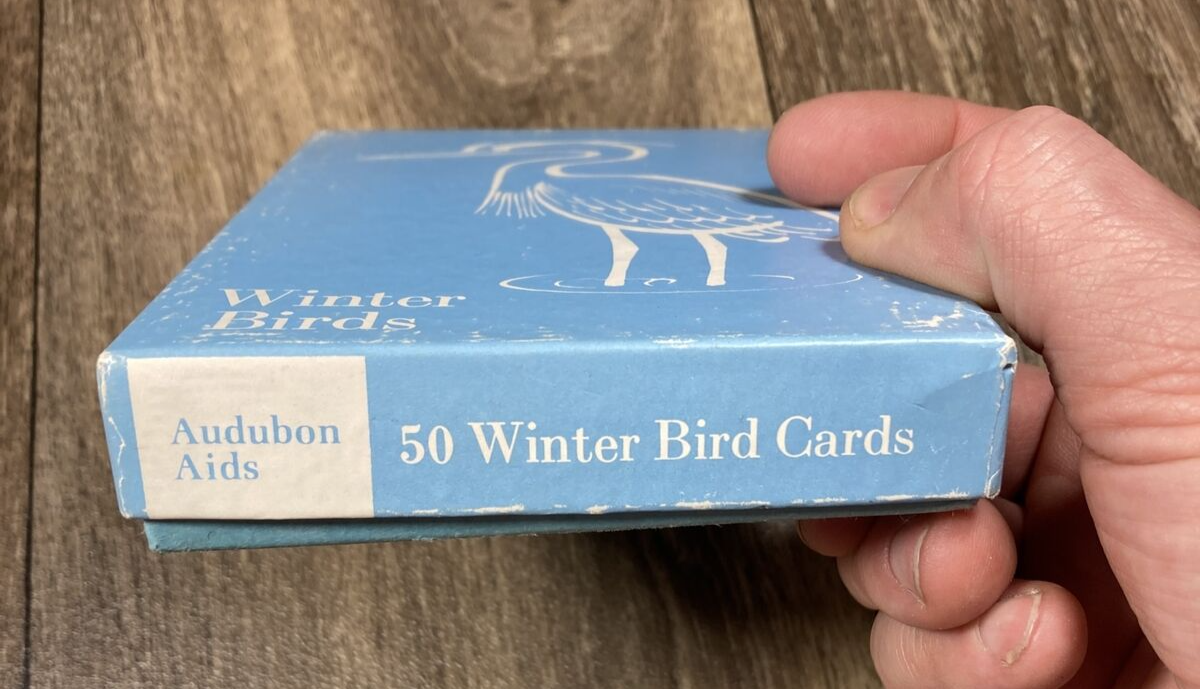 Winter
Birds
Audubon
Aids
50 Winter Bird Cards